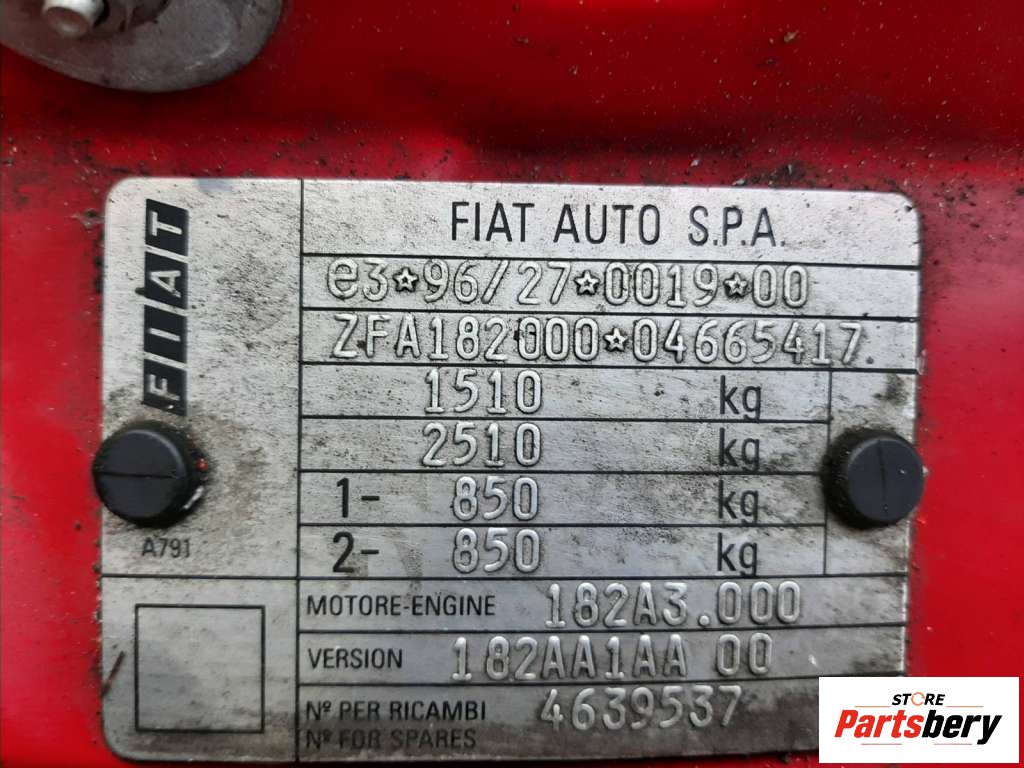 FIAT
FIAT AUTO S.P.A.
e3*96/27*0019*00
ZFA182000*04665417
1510 kg
2510 kg
1- 850 kg
2- 850 kg
A791
MOTORE-ENGINE 182A3.000
VERSION 182AA1AA 00
Nº PER RICAMBI 4639537
Nº FOR SPARES
STORE
Partsbery